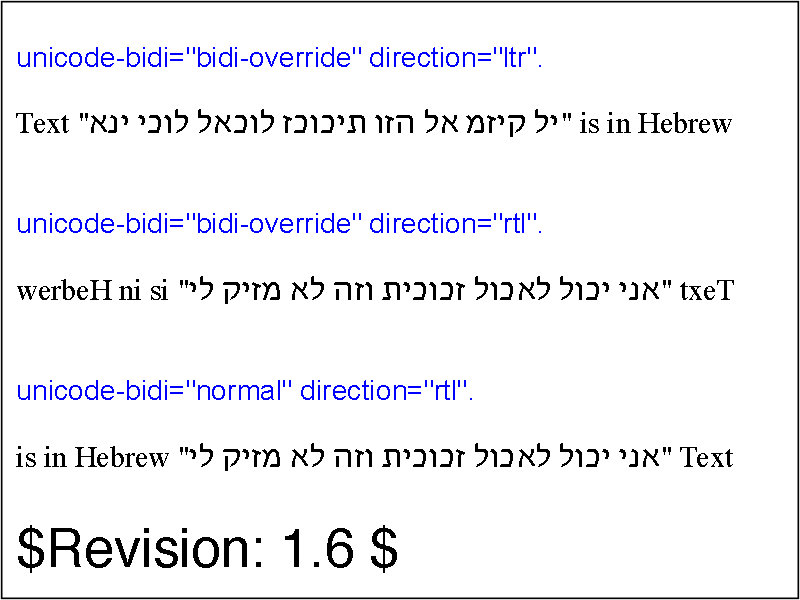 unicode-bidi="bidi-override" direction="ltr".
Text "יל קיזמ אל הזו תיכוכז לוכאל לוכי ינא" is in Hebrew
unicode-bidi="bidi-override" direction="rtl".
werbeH ni si "אני יכול לאכול זכוכית וזה לא מזיק לי" txeT
unicode-bidi="normal" direction="rtl".
is in Hebrew "אני יכול לאכול זכוכית וזה לא מזיק לי" Text
$Revision: 1.6 $